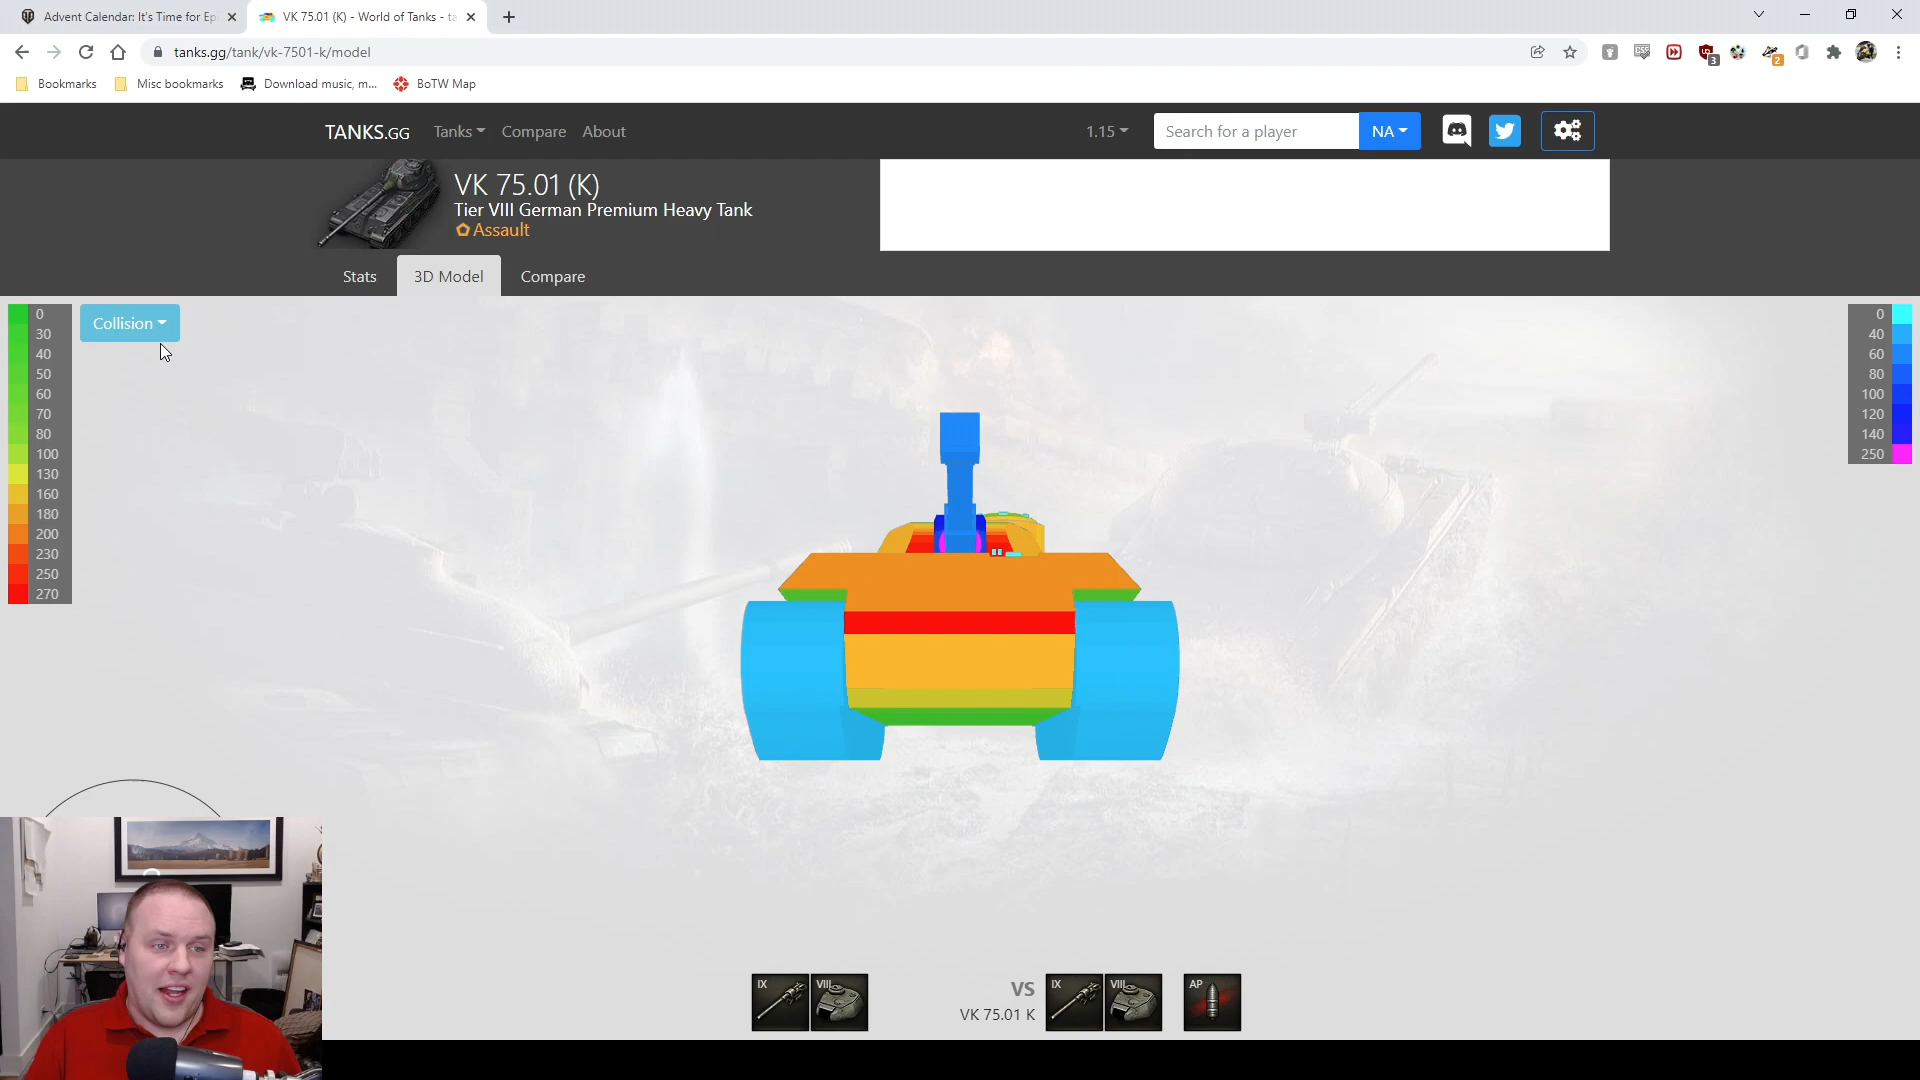 Advent Calendar: It's Time for Ep
VK 75.01 (K) - World of Tanks - ta
tanks.gg/tank/vk-7501-k/model
3
2
Bookmarks
Misc bookmarks
Download music, m...
BoTW Map
TANKS.GG
Tanks
Compare
About
1.15
Search for a player
NA
VK 75.01 (K)
Tier VIII German Premium Heavy Tank
Assault
Stats
3D Model
Compare
Collision
0
30
40
50
60
70
80
100
130
160
180
200
230
250
270
0
40
60
80
100
120
140
250
IX
VIII
VS
VK 75.01 K
IX
VIII
AP